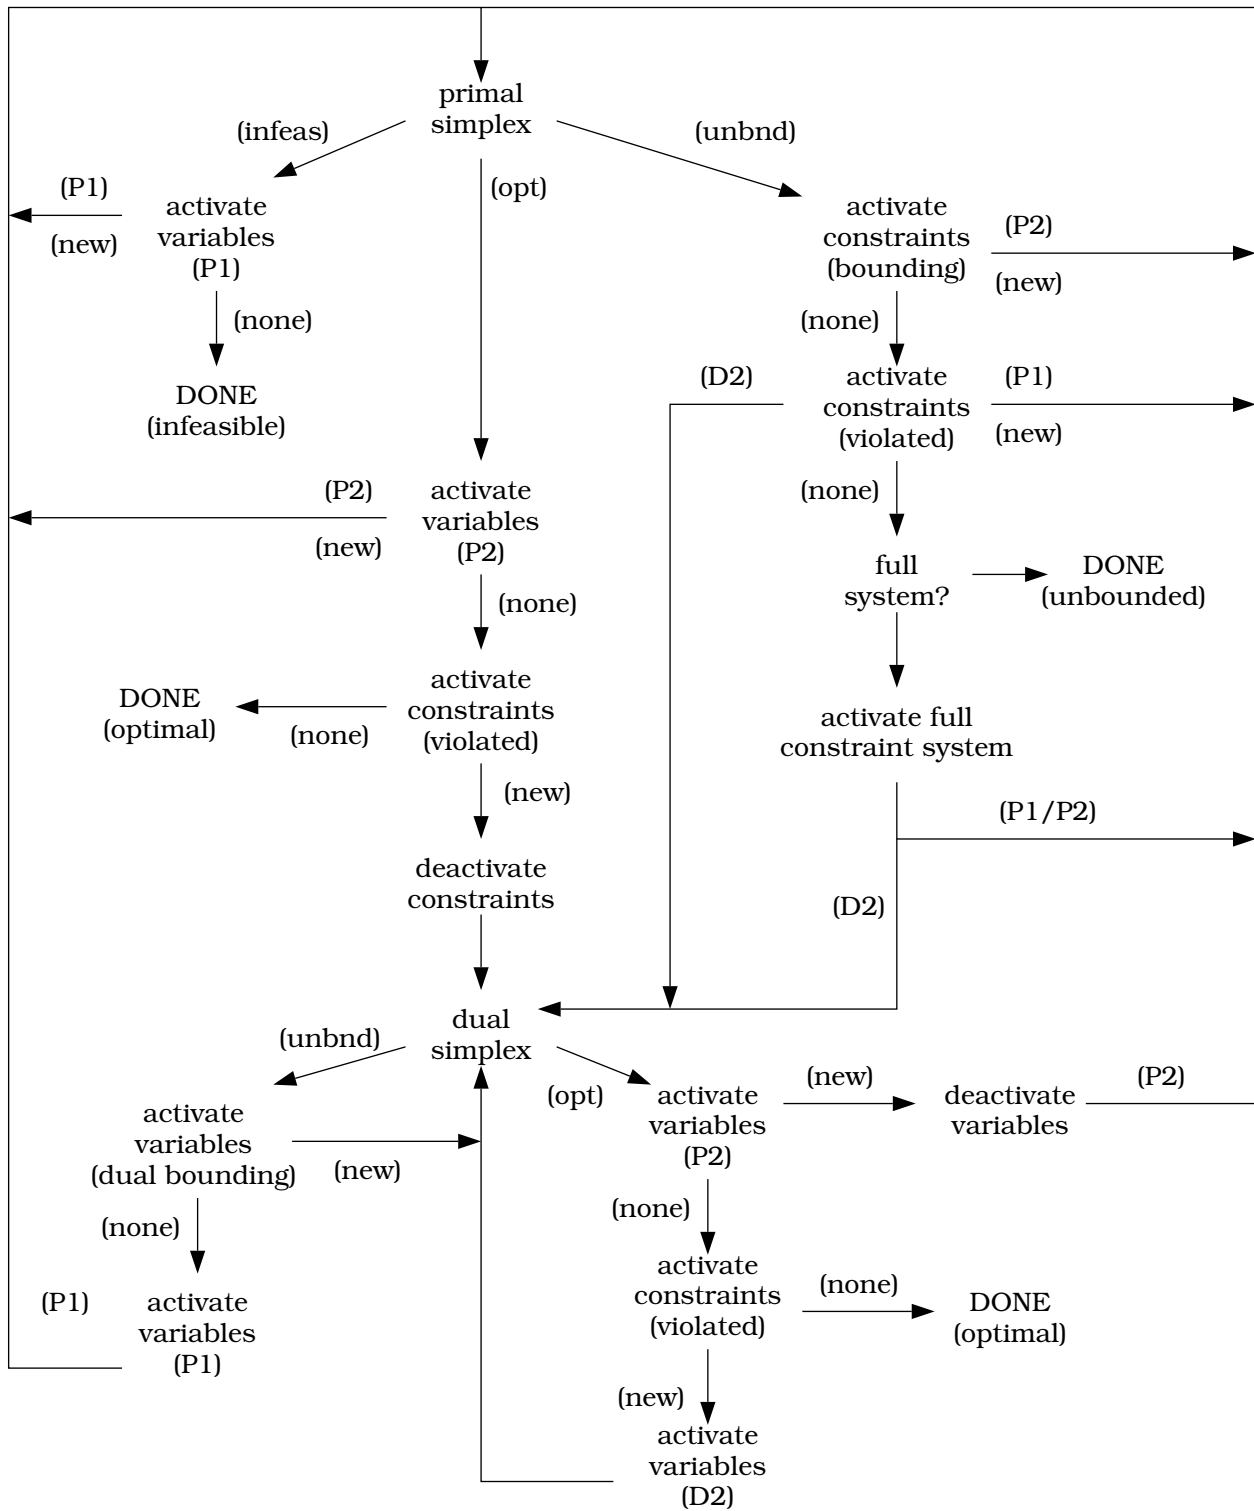 primal
simplex
(infeas)
(unbnd)
(P1)
(opt)
activate
variables
(P1)
(new)
activate
constraints
(bounding)
(P2)
(new)
(none)
(none)
DONE
(infeasible)
(D2)
activate
constraints
(violated)
(P1)
(new)
(P2)
(new)
activate
variables
(P2)
(none)
full
system?
DONE
(unbounded)
(none)
DONE
(optimal)
(none)
activate
constraints
(violated)
activate full
constraint system
(new)
(P1/P2)
deactivate
constraints
(D2)
dual
simplex
(unbnd)
(opt)
activate
variables
(dual bounding)
(new)
activate
variables
(P2)
(new)
deactivate
variables
(P2)
(none)
(none)
(P1)
activate
variables
(P1)
activate
constraints
(violated)
(none)
DONE
(optimal)
(new)
activate
variables
(D2)